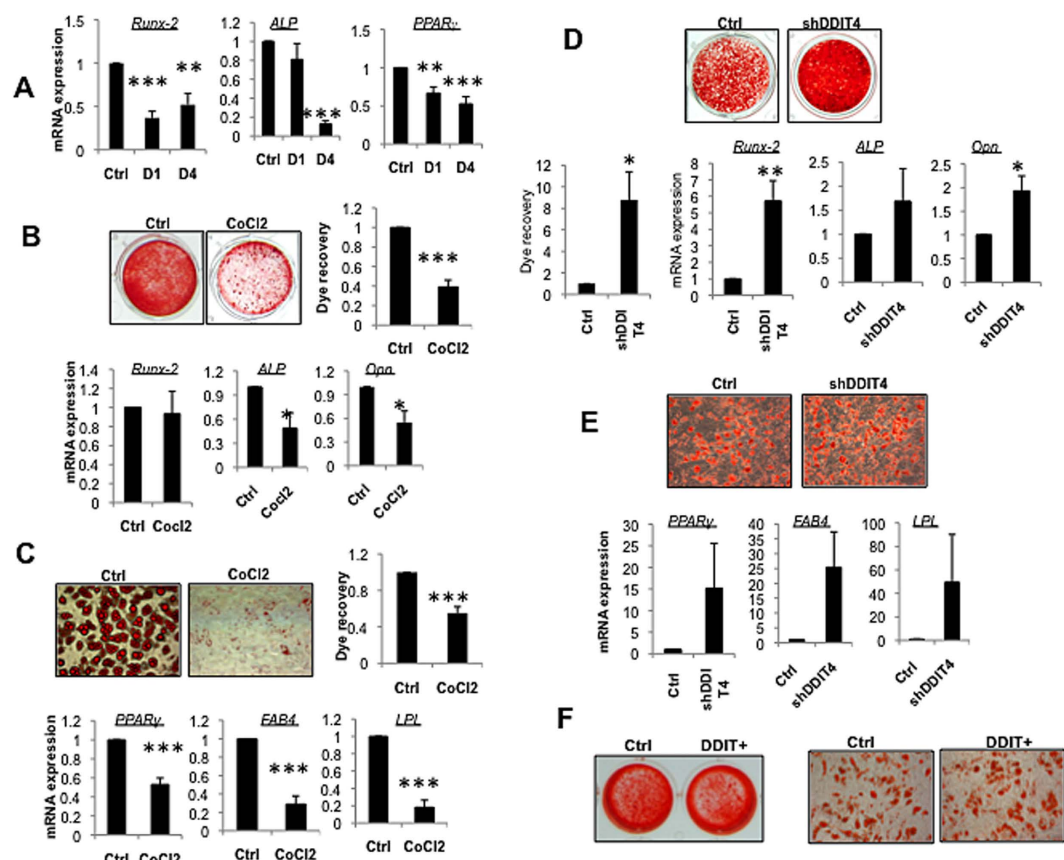 A
Runx-2
mRNA expression
1.5
1
0.5
0
***
**
Ctrl D1 D4
ALP
1.2
1
0.8
0.6
0.4
0.2
0
***
Ctrl D1 D4
PPARγ
1.5
1
0.5
0
**
***
Ctrl D1 D4
B
Ctrl
CoCl2
Dye recovery
1.2
1
0.8
0.6
0.4
0.2
0
***
Ctrl CoCl2
Runx-2
mRNA expression
1.4
1.2
1
0.8
0.6
0.4
0.2
0
Ctrl Cocl2
ALP
1.2
0.9
0.6
0.3
0
*
Ctrl
Cocl2
Opn
1.2
0.9
0.6
0.3
0
*
Ctrl
CoCl2
C
Ctrl
CoCl2
Dye recovery
1.2
0.8
0.4
0
***
Ctrl CoCl2
PPARγ
mRNA expression
1.2
1
0.8
0.6
0.4
0.2
0
***
Ctrl CoCl2
FAB4
1.2
1
0.8
0.6
0.4
0.2
0
***
Ctrl CoCl2
LPL
1.2
1
0.8
0.6
0.4
0.2
0
***
Ctrl CoCl2
D
Ctrl
shDDIT4
Dye recovery
12
10
8
6
4
2
0
*
Ctrl
shDDI
T4
Runx-2
mRNA expression
8
7
6
5
4
3
2
1
0
**
Ctrl
shDDI
T4
ALP
2.5
2
1.5
1
0.5
0
Ctrl
shDDIT4
Opn
2.5
2
1.5
1
0.5
0
*
Ctrl
shDDIT4
E
Ctrl
shDDIT4
PPARγ
mRNA expression
30
25
20
15
10
5
0
Ctrl
shDDI
T4
FAB4
40
35
30
25
20
15
10
5
0
Ctrl
shDDIT4
LPL
100
80
60
40
20
0
Ctrl
shDDIT4
F
Ctrl
DDIT+
Ctrl
DDIT+